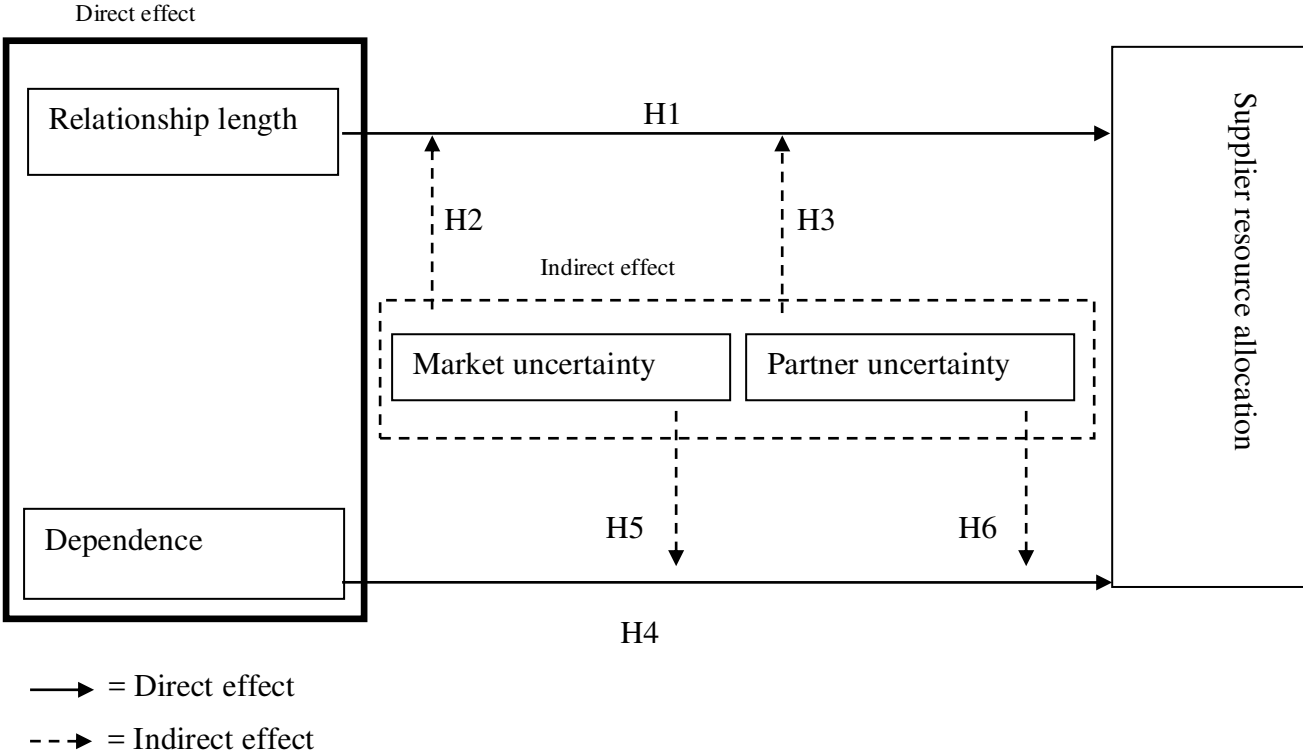 Direct effect
Relationship length
H1
H2
H3
Indirect effect
Market uncertainty
Partner uncertainty
Supplier resource allocation
Dependence
H5
H6
H4
= Direct effect
= Indirect effect